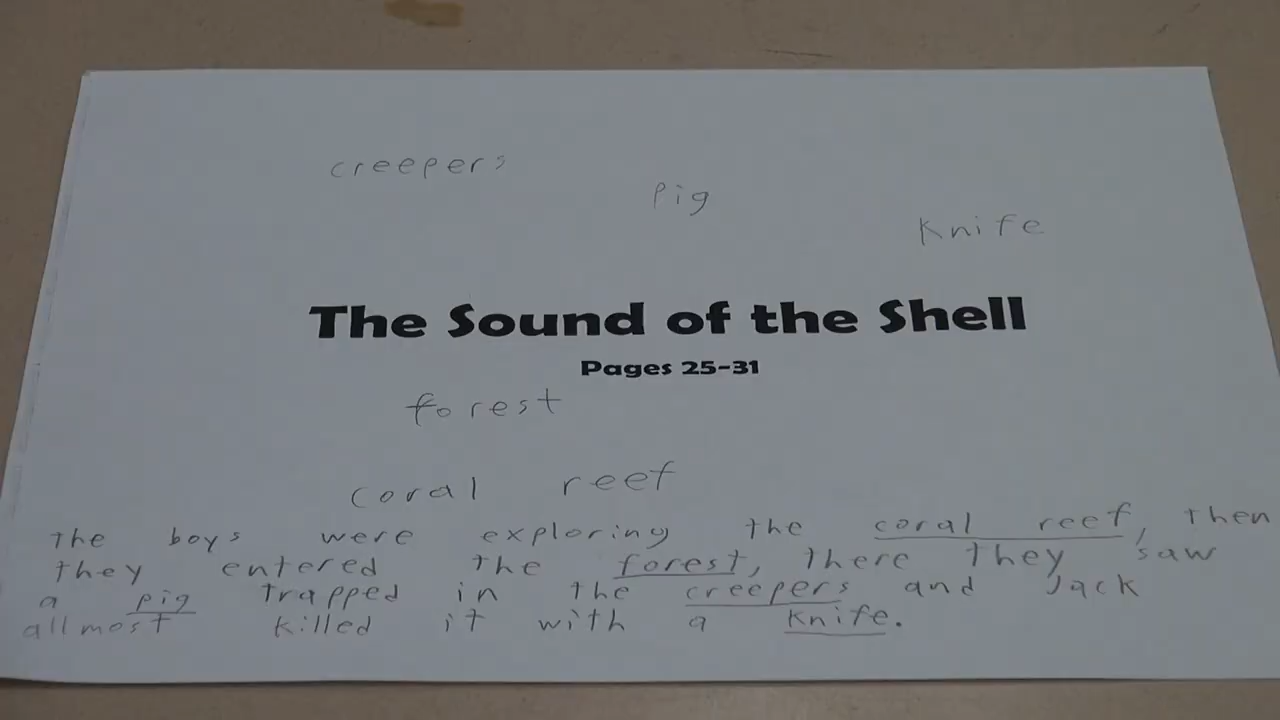 creepers
Pig
Knife
The Sound of the Shell
Pages 25-31
forest
coral reef
the boys were exploring the coral reef, then
they entered the forest, there they saw
a pig trapped in the creepers and Jack
allmost killed it with a knife.